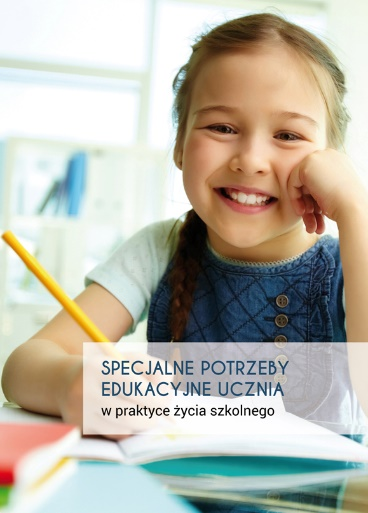 SPECJALNE POTRZEBY
EDUKACYJNE UCZNIA
w praktyce życia szkolnego